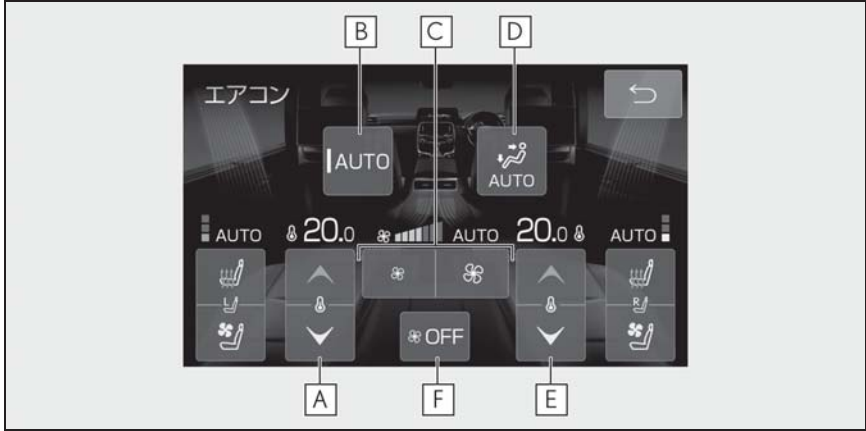 B C D
エアコン
AUTO AUTO
AUTO 20.0 AUTO 20.0 AUTO
L R
OFF
A F E